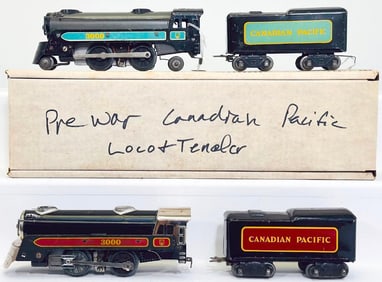 3000
CANADIAN PACIFIC
Pre War Canadian Pacific
Loco + Tender
3000
CANADIAN PACIFIC